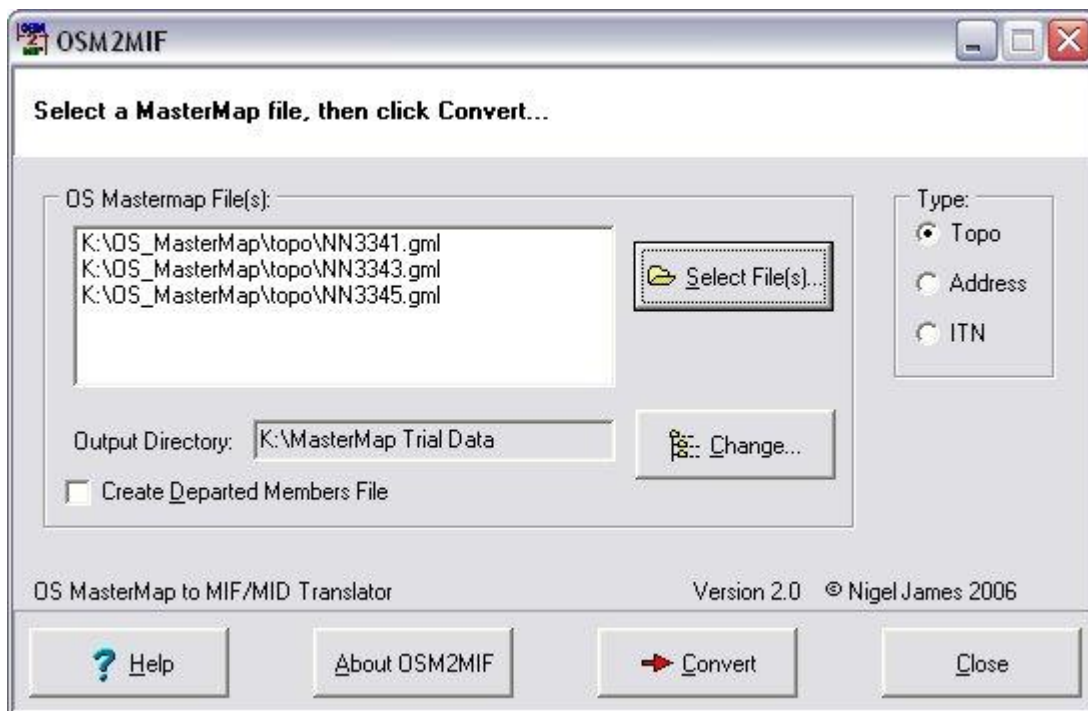 OSM2MIF
Select a MasterMap file, then click Convert...
OS Mastermap File(s):
K:\OS_MasterMap\topo\NN3341.gml
K:\OS_MasterMap\topo\NN3343.gml
K:\OS_MasterMap\topo\NN3345.gml
Select File(s)...
Type:
Topo
Address
ITN
Output Directory:
K:\MasterMap Trial Data
Change...
Create Departed Members File
OS MasterMap to MIF/MID Translator
Version 2.0 © Nigel James 2006
Help
About OSM2MIF
Convert
Close